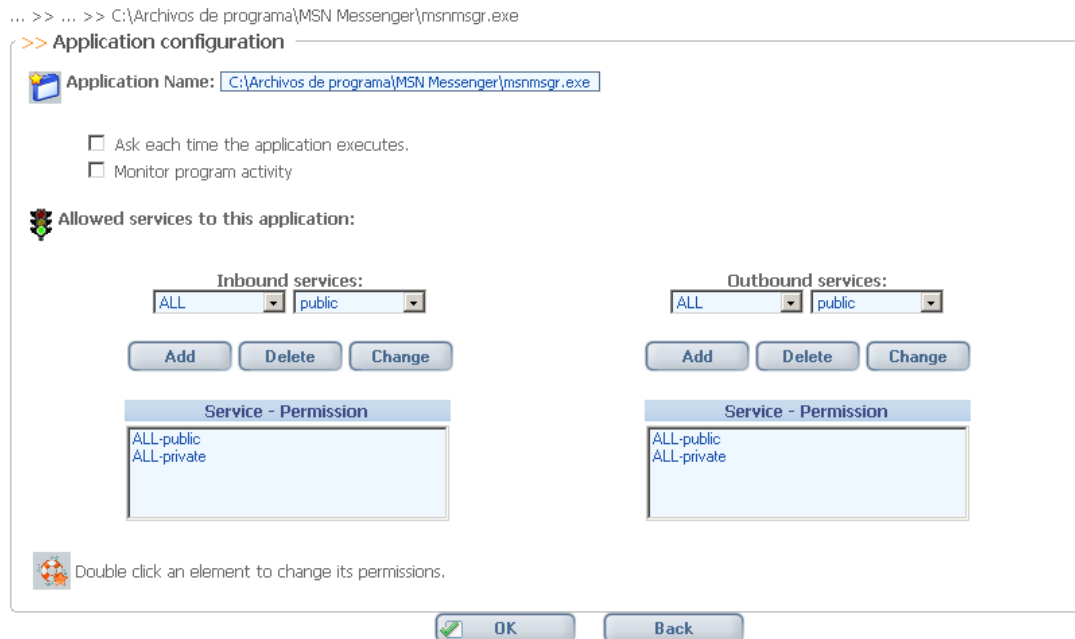 ... >> ... >> C:\Archivos de programa\MSN Messenger\msnmsgr.exe
>> Application configuration
Application Name: C:\Archivos de programa\MSN Messenger\msnmsgr.exe
Ask each time the application executes.
Monitor program activity
Allowed services to this application:
Inbound services: Outbound services:
ALL public ALL public
Add Delete Change Add Delete Change
Service - Permission Service - Permission
ALL-public ALL-public
ALL-private ALL-private
Double click an element to change its permissions.
OK Back